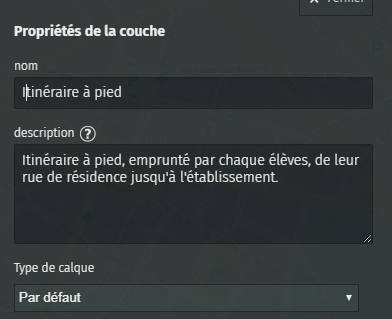 Fermer
Propriétés de la couche
nom
Itinéraire à pied
description ?
Itinéraire à pied, emprunté par chaque élèves, de leur
rue de résidence jusqu'à l'établissement.
Type de calque
Par défaut